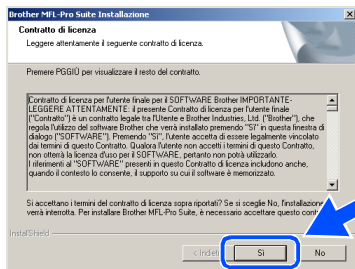 Brother MFL-Pro Suite Installazione
Contratto di licenza
Leggere attentamente il seguente contratto di licenza.
Premere PGGIÙ per visualizzare il resto del contratto.
Contratto di licenza per l'utente finale per il SOFTWARE Brother IMPORTANTE-
LEGGERE ATTENTAMENTE: il presente Contratto di licenza per l'utente finale
("Contratto") è un contratto legale tra l'Utente e Brother Industries, Ltd. ("Brother"), che
regola l'utilizzo del software Brother che verrà installato premendo "Sì" in questa finestra di
dialogo ("SOFTWARE"). Premendo "Sì", l'utente accetta di essere legalmente vincolato
dai termini di questo Contratto. Qualora l'utente non accetti i termini di questo Contratto,
non otterrà la licenza d'uso per il SOFTWARE, pertanto non potrà utilizzarlo.
I riferimenti al "SOFTWARE" presenti in questo Contratto di licenza includono anche,
quando il contesto lo consente, il supporto su cui il software è memorizzato.
Si accettano i termini del contratto di licenza sopra riportati? Se si sceglie No, l'installazione
verrà interrotta. Per installare Brother MFL-Pro Suite, è necessario accettare questo
InstallShield
< Indietro Sì No